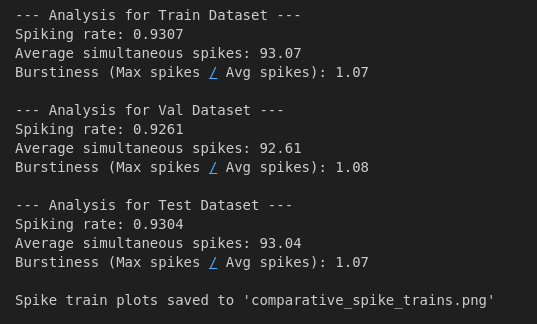 --- Analysis for Train Dataset ---
Spiking rate: 0.9307
Average simultaneous spikes: 93.07
Burstiness (Max spikes / Avg spikes): 1.07
--- Analysis for Val Dataset ---
Spiking rate: 0.9261
Average simultaneous spikes: 92.61
Burstiness (Max spikes / Avg spikes): 1.08
--- Analysis for Test Dataset ---
Spiking rate: 0.9304
Average simultaneous spikes: 93.04
Burstiness (Max spikes / Avg spikes): 1.07
Spike train plots saved to 'comparative_spike_trains.png'